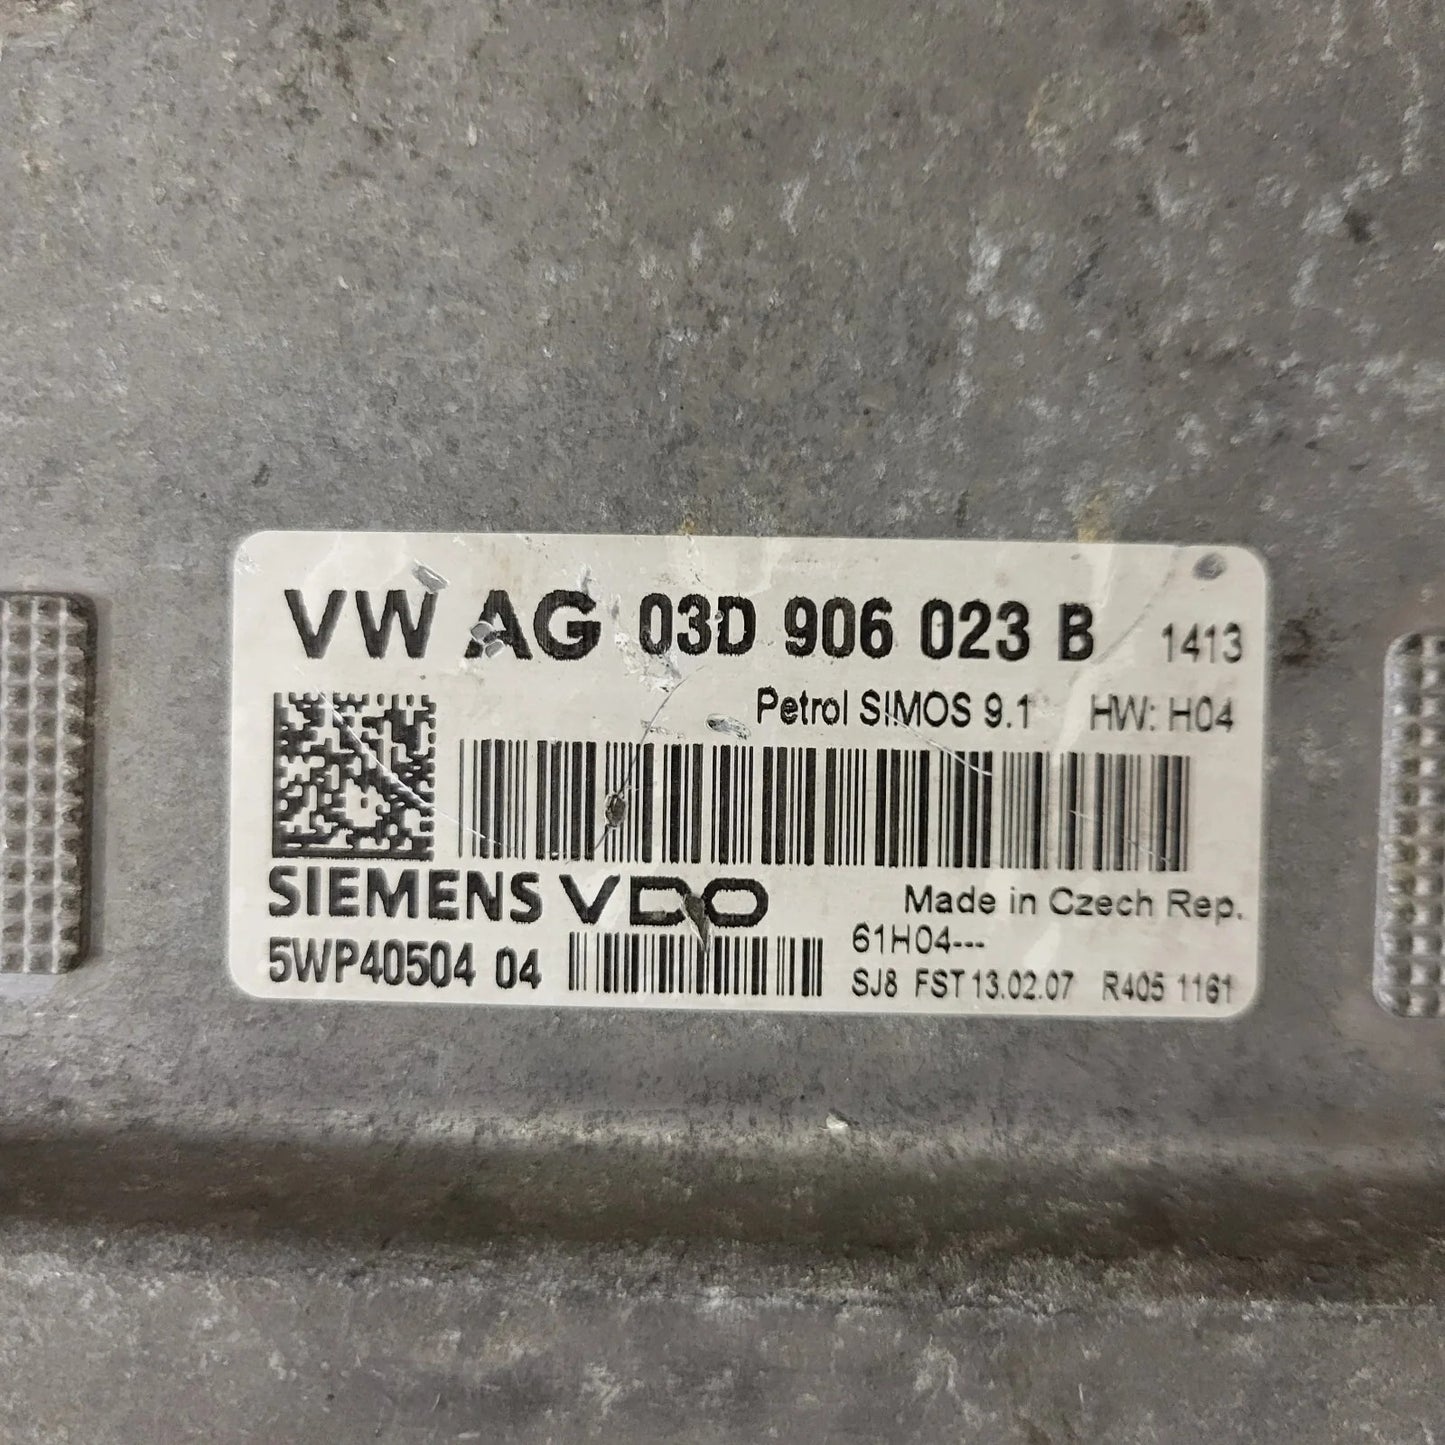 VW AG 03D 906 023 B 1413
Petrol SIMOS 9.1 HW: H04
SIEMENS VDO Made in Czech Rep.
5WP40504 04 61H04---
SJ8 FST 13.02.07 R405 1161